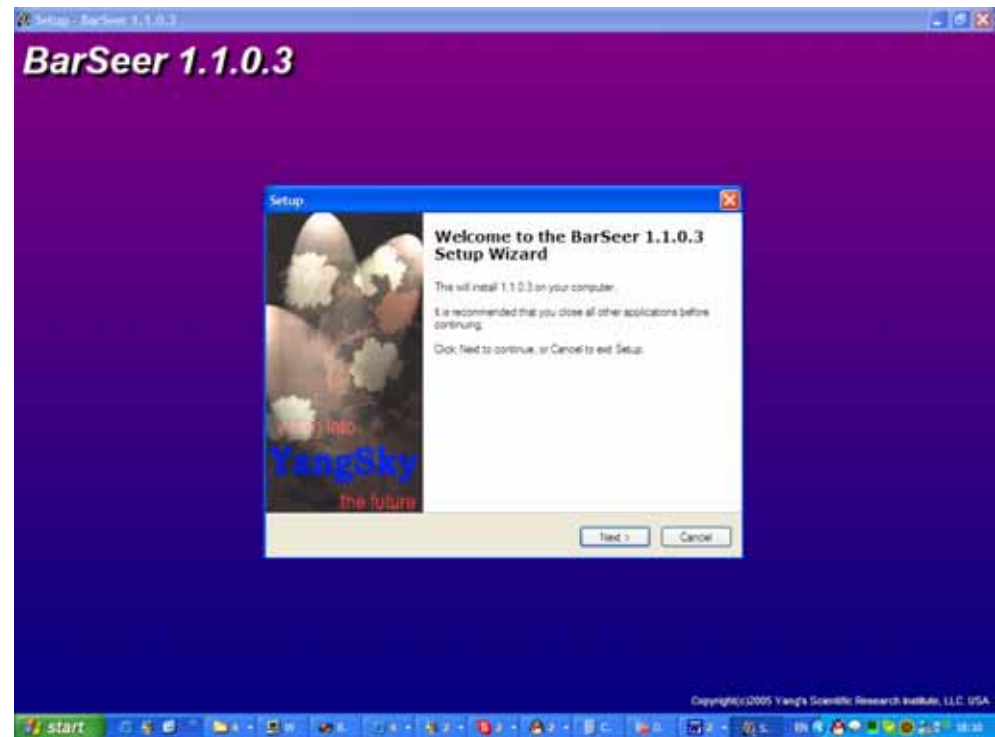 Setup - BarSeer 1.1.0.3
BarSeer 1.1.0.3
Setup
Welcome to the BarSeer 1.1.0.3
Setup Wizard
This will install 1.1.0.3 on your computer.
It is recommended that you close all other applications before
continuing.
Click Next to continue, or Cancel to exit Setup.
into
YangSky
the future
Next >
Cancel
Copyright(c)2005 Yang's Scientific Research Institute, LLC. USA
start
EN